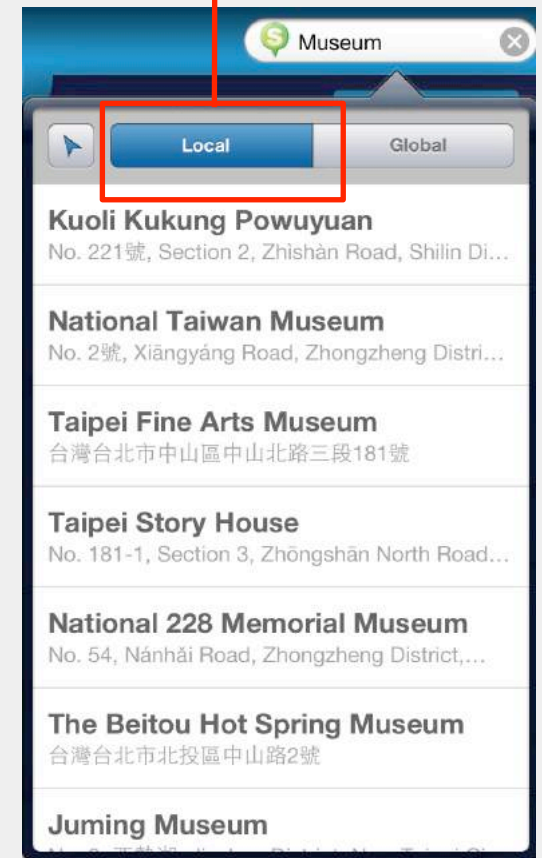 Museum
Local Global
Kuoli Kukung Powuyuan
No. 221號, Section 2, Zhìshàn Road, Shilin Di...
National Taiwan Museum
No. 2號, Xiāngyáng Road, Zhongzheng Distri...
Taipei Fine Arts Museum
台灣台北市中山區中山北路三段181號
Taipei Story House
No. 181-1, Section 3, Zhōngshān North Road...
National 228 Memorial Museum
No. 54, Nánhǎi Road, Zhongzheng District,...
The Beitou Hot Spring Museum
台灣台北市北投區中山路2號
Juming Museum